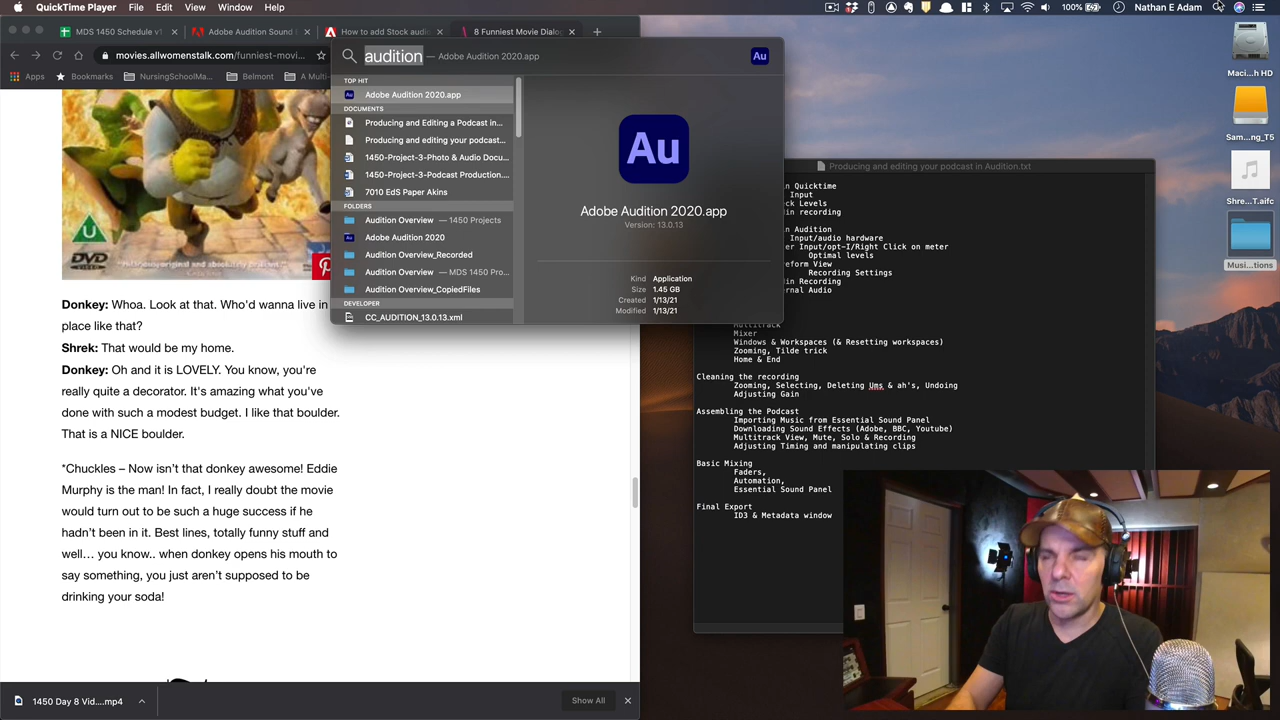 QuickTime Player File Edit View Window Help
100% Nathan E Adam
MDS 1450 Schedule v1
Adobe Audition Sound E
How to add Stock audi
8 Funniest Movie Dialog
movies.allwomenstalk.com/funniest-movi...
Apps Bookmarks NursingSchoolMa... Belmont A Multi-
audition — Adobe Audition 2020.app
Au
TOP HIT
Adobe Audition 2020.app
DOCUMENTS
Producing and Editing a Podcast in...
Producing and editing your podcast...
1450-Project-3-Photo & Audio Docu...
1450-Project-3-Podcast Production....
7010 EdS Paper Akins
FOLDERS
Audition Overview — 1450 Projects
Adobe Audition 2020
Audition Overview_Recorded
Audition Overview — MDS 1450 Pro...
Audition Overview_CopiedFiles
DEVELOPER
CC_AUDITION_13.0.13.xml
Au
Adobe Audition 2020.app
Version: 13.0.13
Kind Application
Size 1.45 GB
Created 1/13/21
Modified 1/13/21
U
DVD
Donkey: Whoa. Look at that. Who'd wanna live in
place like that?
Shrek: That would be my home.
Donkey: Oh and it is LOVELY. You know, you're
really quite a decorator. It's amazing what you've
done with such a modest budget. I like that boulder.
That is a NICE boulder.
*Chuckles – Now isn't that donkey awesome! Eddie
Murphy is the man! In fact, I really doubt the movie
would turn out to be such a huge success if he
hadn't been in it. Best lines, totally funny stuff and
well… you know.. when donkey opens his mouth to
say something, you just aren't supposed to be
drinking your soda!
1450 Day 8 Vid....mp4
Show All
Producing and editing your podcast in Audition.txt
in Quicktime
Input
k Levels
in recording
in Audition
Input/audio hardware
er Input/opt-I/Right Click on meter
Optimal levels
eform View
Recording Settings
in Recording
ernal Audio
Multitrack
Mixer
Windows & Workspaces (& Resetting workspaces)
Zooming, Tilde trick
Home & End
Cleaning the recording
Zooming, Selecting, Deleting Ums & ah's, Undoing
Adjusting Gain
Assembling the Podcast
Importing Music from Essential Sound Panel
Downloading Sound Effects (Adobe, BBC, Youtube)
Multitrack View, Mute, Solo & Recording
Adjusting Timing and manipulating clips
Basic Mixing
Faders,
Automation,
Essential Sound Panel
Final Export
ID3 & Metadata window
Maci...h HD
Sam...ng_T5
Shre...T.aifc
Musi...tions